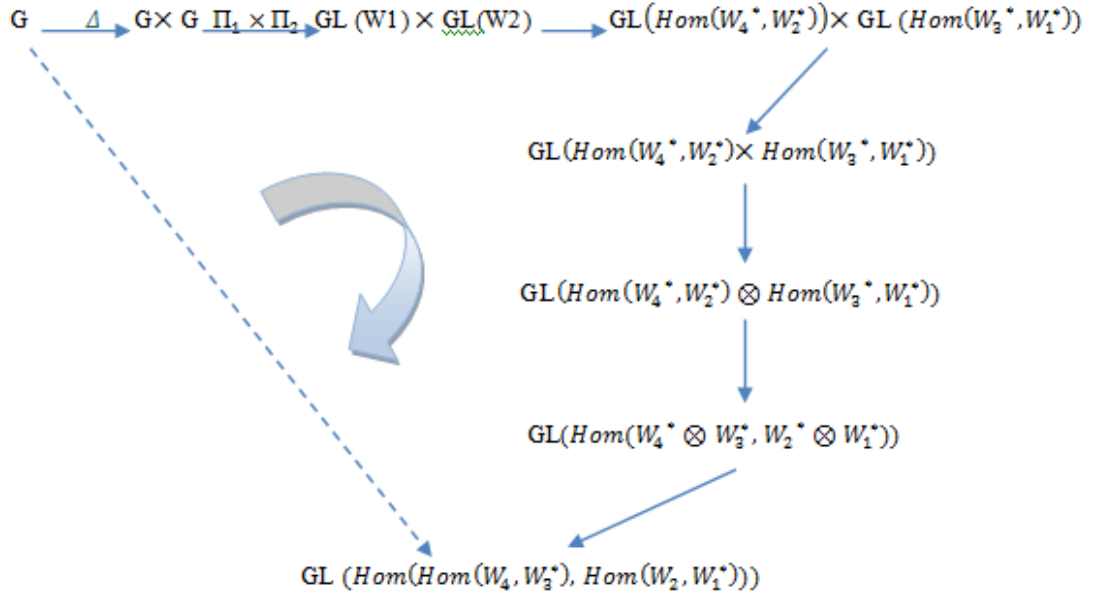 G Δ G× G Π₁ × Π₂ GL (W1) × GL(W2) GL(Hom(W₄*,W₂*))× GL (Hom(W₃*,W₁*))
GL(Hom(W₄*,W₂*)× Hom(W₃*,W₁*))
GL(Hom(W₄*,W₂*) ⊗ Hom(W₃*,W₁*))
GL(Hom(W₄* ⊗ W₃*, W₂* ⊗ W₁*))
GL (Hom(Hom(W₄,W₃*), Hom(W₂,W₁*)))